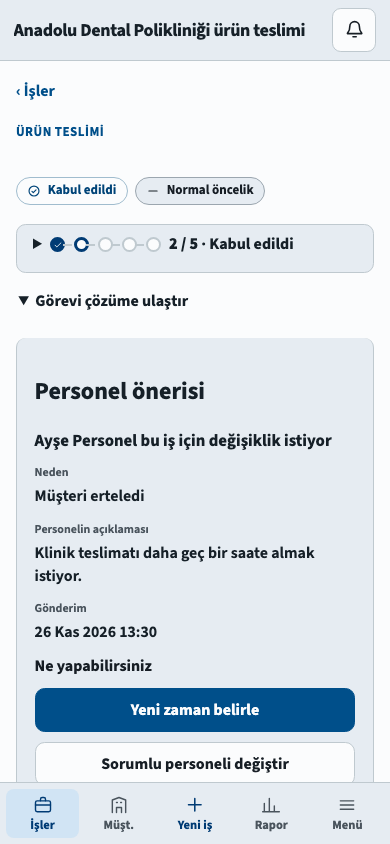 Anadolu Dental Polikliniği ürün teslimi
‹ İşler
ÜRÜN TESLİMİ
Kabul edildi
Normal öncelik
2 / 5 · Kabul edildi
Görevi çözüme ulaştır
Personel önerisi
Ayşe Personel bu iş için değişiklik istiyor
Neden
Müşteri erteledi
Personelin açıklaması
Klinik teslimatı daha geç bir saate almak
istiyor.
Gönderim
26 Kas 2026 13:30
Ne yapabilirsiniz
Yeni zaman belirle
Sorumlu personeli değiştir
İşler
Müşt.
Yeni iş
Rapor
Menü